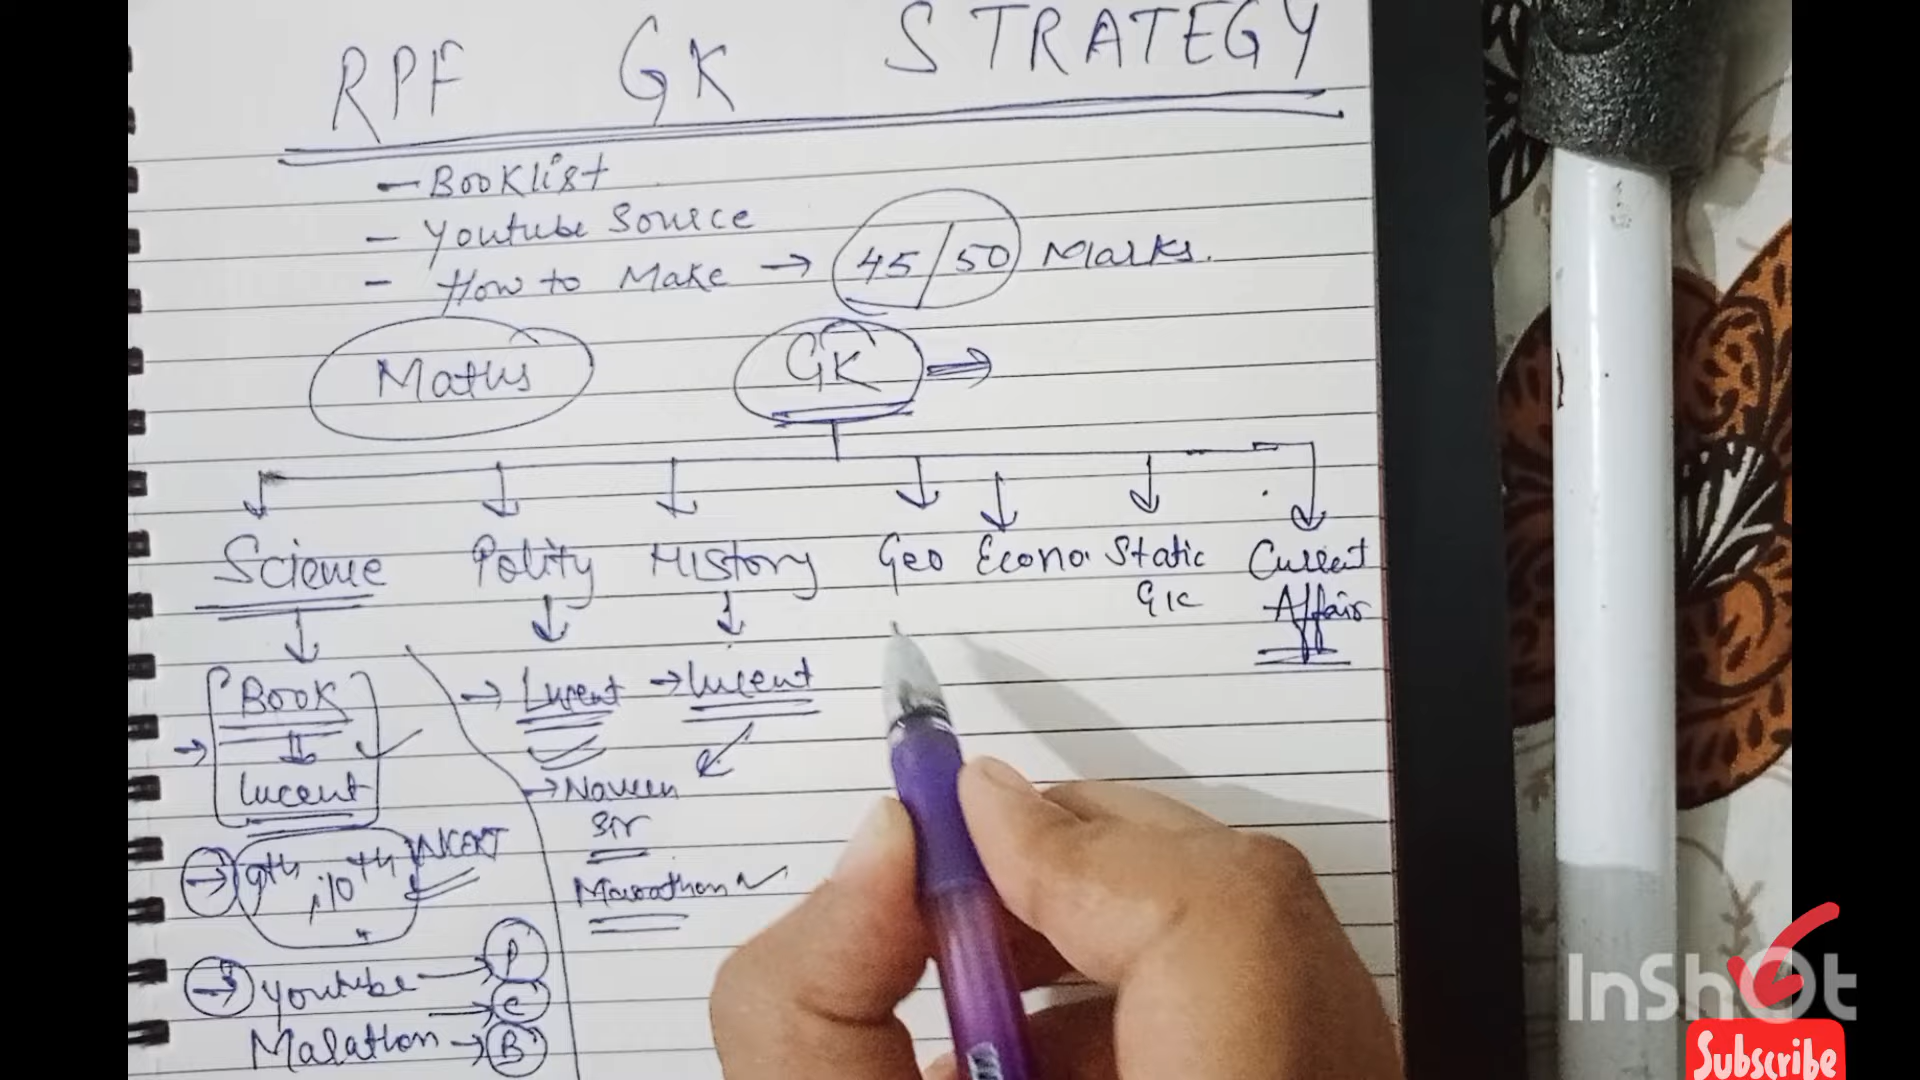 RPF GK STRATEGY
- Booklist
- Youtube Source
- How to Make → 45/50 Marks.
Maths GK →
Science Polity History Geo Econo. Static GK Current Affair
Book → Lucent → Lucent
Lucent → Naveen Sir
→ 9th, 10th NCERT Marathon
→ Youtube Marathon → P → C → B
InShot
Subscribe